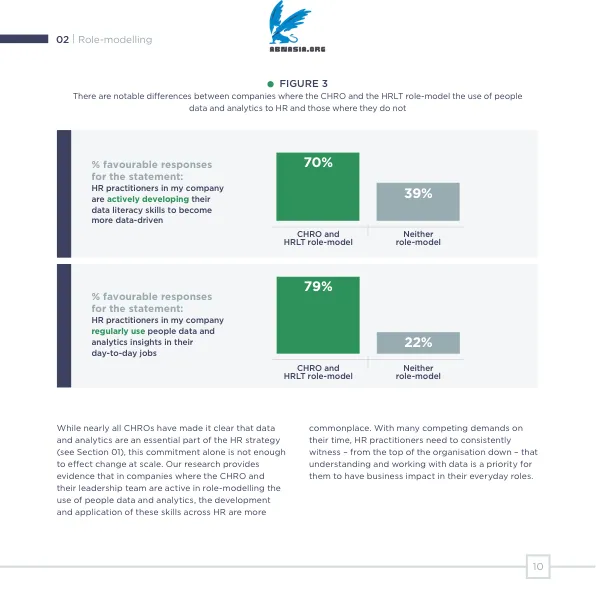 ABNASIA.ORG
02 | Role-modelling
FIGURE 3
There are notable differences between companies where the CHRO and the HRLT role-model the use of people
data and analytics to HR and those where they do not
% favourable responses
for the statement:
HR practitioners in my company
are actively developing their
data literacy skills to become
more data-driven
70%
39%
CHRO and
HRLT role-model
Neither
role-model
% favourable responses
for the statement:
HR practitioners in my company
regularly use people data and
analytics insights in their
day-to-day jobs
79%
22%
CHRO and
HRLT role-model
Neither
role-model
While nearly all CHROs have made it clear that data
and analytics are an essential part of the HR strategy
(see Section 01), this commitment alone is not enough
to effect change at scale. Our research provides
evidence that in companies where the CHRO and
their leadership team are active in role-modelling the
use of people data and analytics, the development
and application of these skills across HR are more
commonplace. With many competing demands on
their time, HR practitioners need to consistently
witness – from the top of the organisation down – that
understanding and working with data is a priority for
them to have business impact in their everyday roles.
10